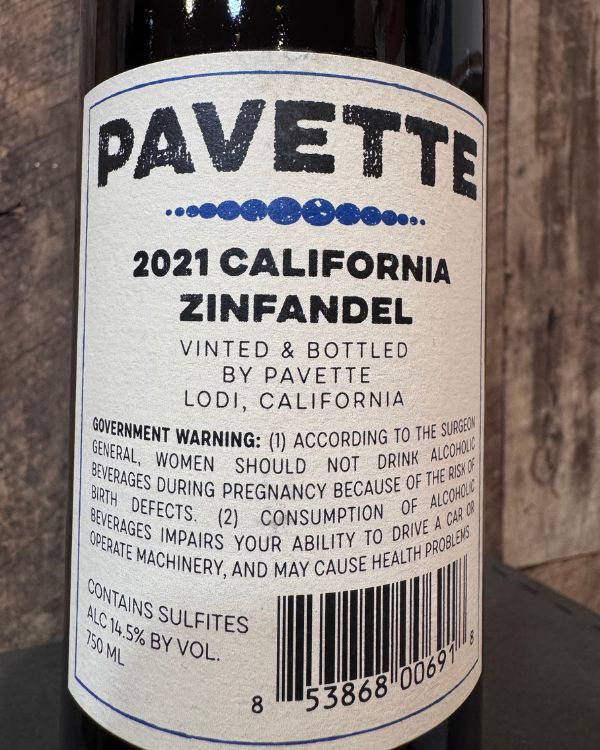 PAVETTE
2021 CALIFORNIA
ZINFANDEL
VINTED & BOTTLED
BY PAVETTE
LODI, CALIFORNIA
GOVERNMENT WARNING: (1) ACCORDING TO THE SURGEON
GENERAL, WOMEN SHOULD NOT DRINK ALCOHOLIC
BEVERAGES DURING PREGNANCY BECAUSE OF THE RISK OF
BIRTH DEFECTS. (2) CONSUMPTION OF ALCOHOLIC
BEVERAGES IMPAIRS YOUR ABILITY TO DRIVE A CAR OR
OPERATE MACHINERY, AND MAY CAUSE HEALTH PROBLEMS.
CONTAINS SULFITES
ALC 14.5% BY VOL.
750 ML
8 53868 00691 8